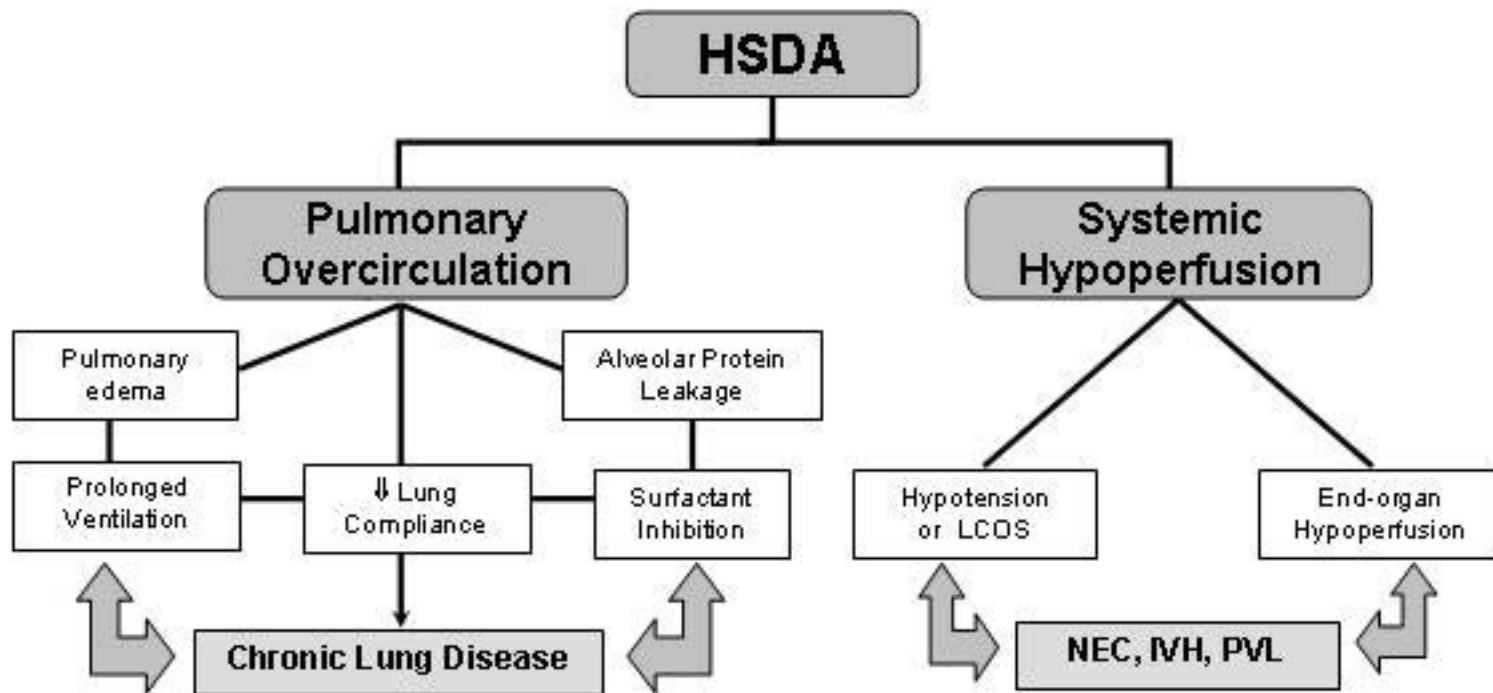 HSDA
Pulmonary
Overcirculation
Systemic
Hypoperfusion
Pulmonary
edema
Alveolar Protein
Leakage
Prolonged
Ventilation
⇓ Lung
Compliance
Surfactant
Inhibition
Hypotension
or LCOS
End-organ
Hypoperfusion
Chronic Lung Disease
NEC, IVH, PVL